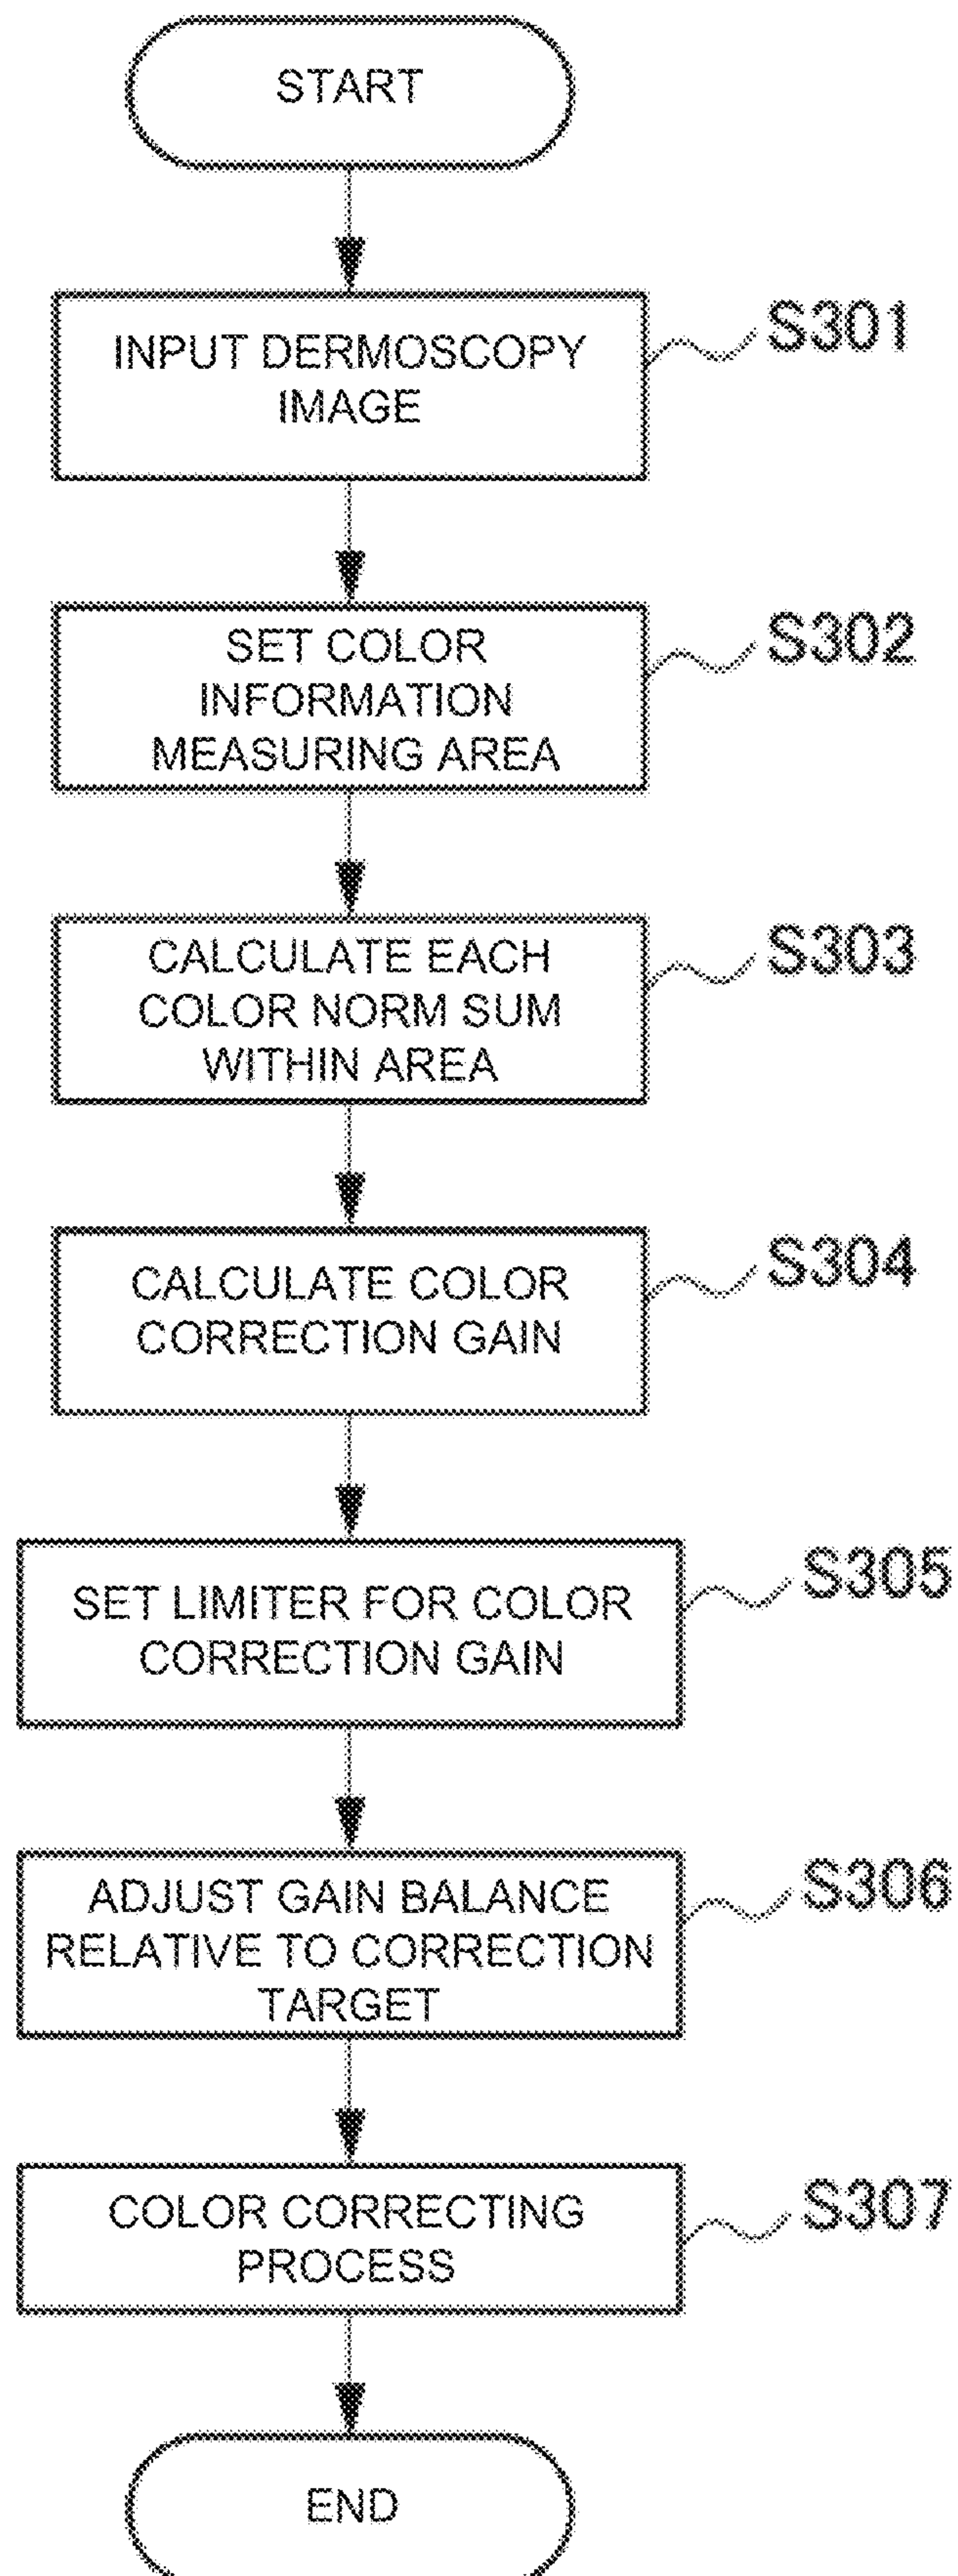 START
INPUT DERMOSCOPY
IMAGE
S301
SET COLOR
INFORMATION
MEASURING AREA
S302
CALCULATE EACH
COLOR NORM SUM
WITHIN AREA
S303
CALCULATE COLOR
CORRECTION GAIN
S304
SET LIMITER FOR COLOR
CORRECTION GAIN
S305
ADJUST GAIN BALANCE
RELATIVE TO CORRECTION
TARGET
S306
COLOR CORRECTING
PROCESS
S307
END